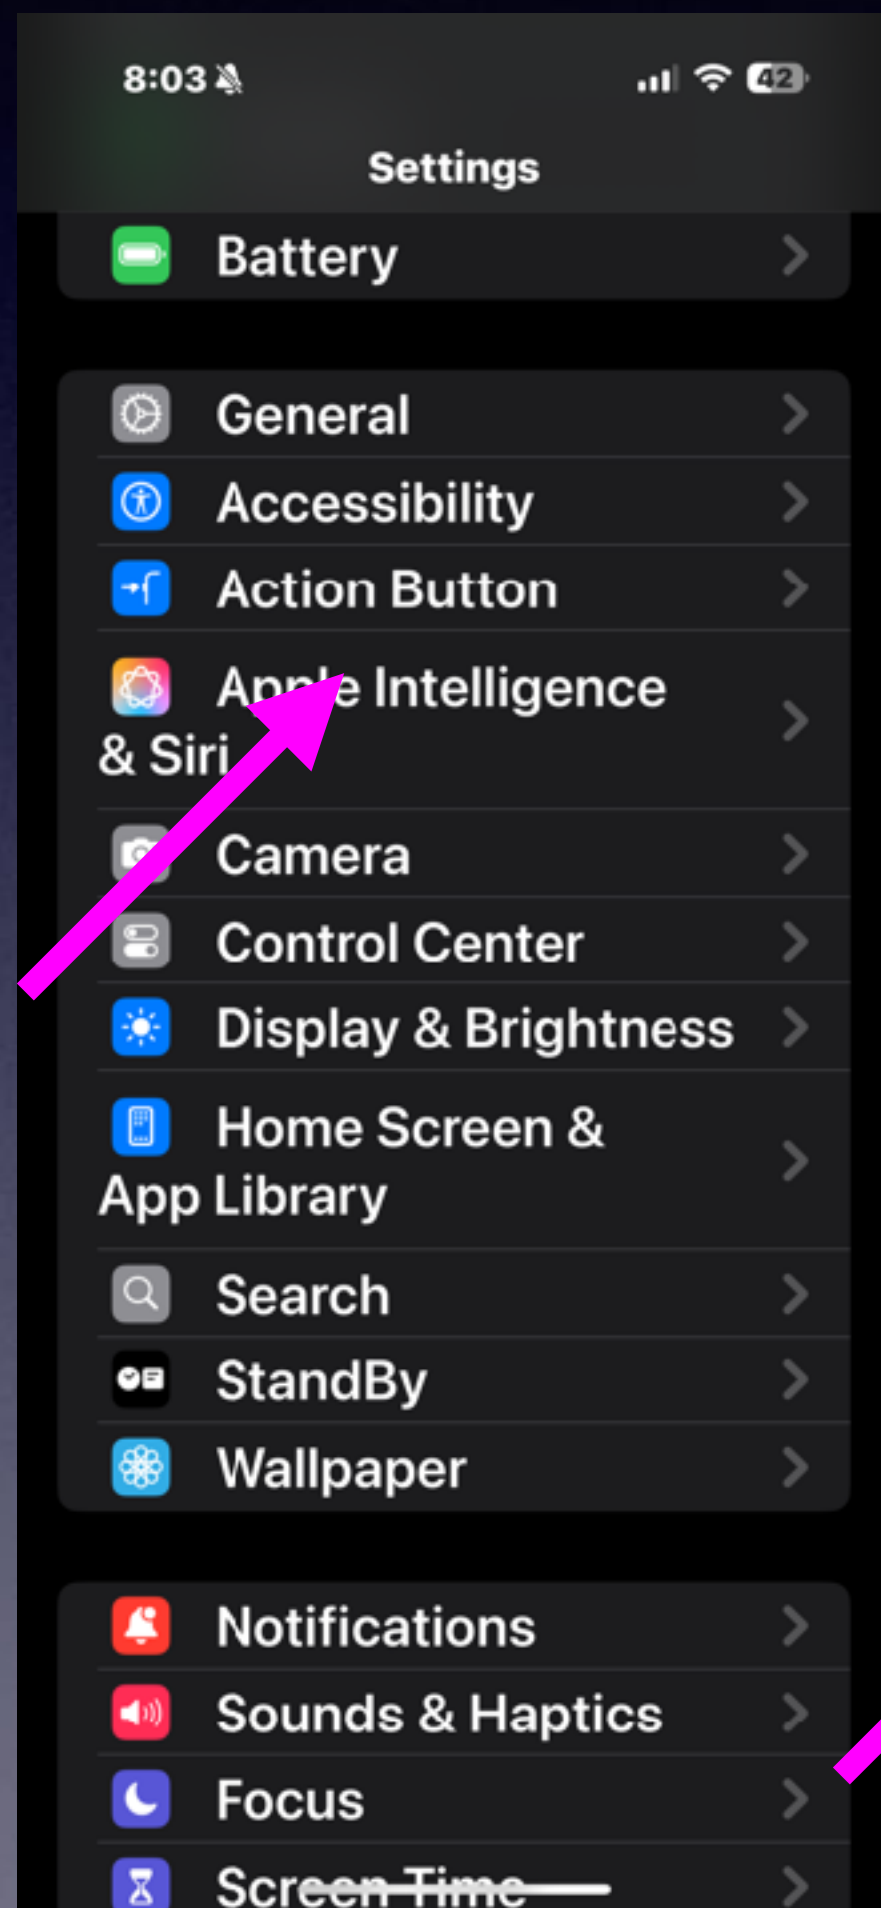 8:03
42
Settings
Battery
General
Accessibility
Action Button
Apple Intelligence
& Siri
Camera
Control Center
Display & Brightness
Home Screen &
App Library
Search
StandBy
Wallpaper
Notifications
Sounds & Haptics
Focus
Screen Time